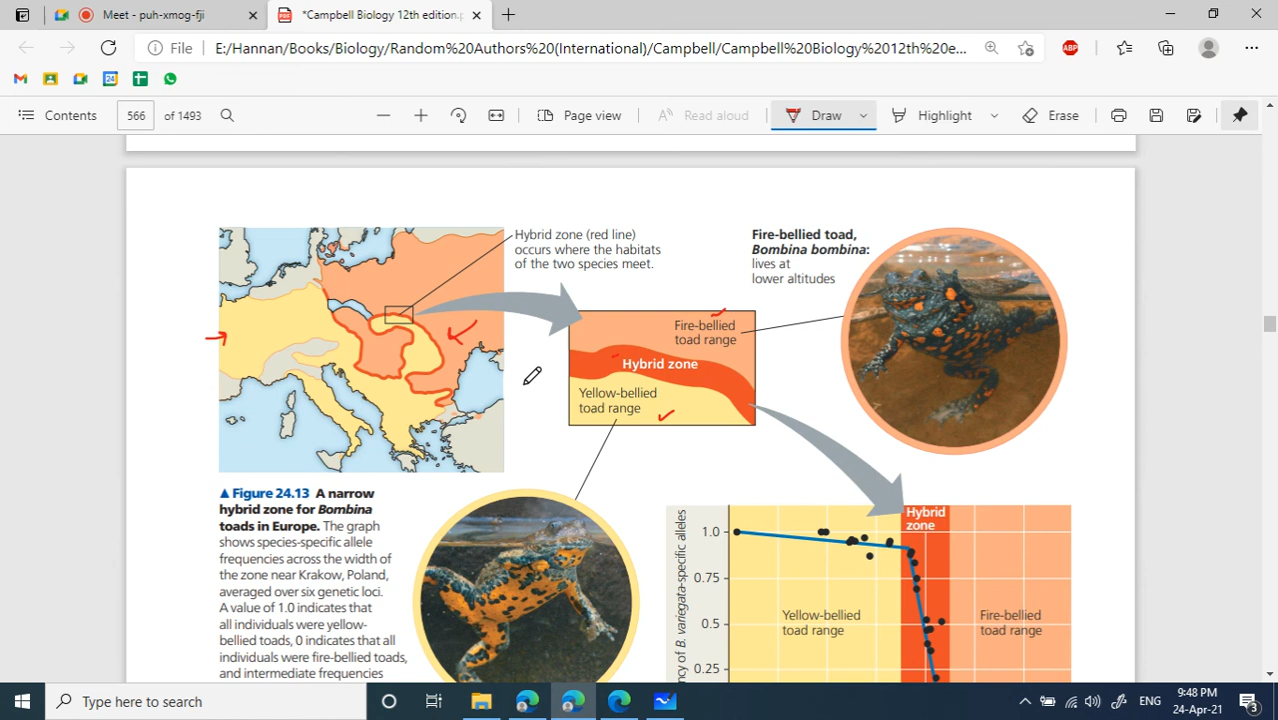 Meet - puh-xmog-fji
*Campbell Biology 12th edition.p
File
E:/Hannan/Books/Biology/Random%20Authors%20(International)/Campbell/Campbell%20Biology%2012th%20e...
ABP
24
Contents
566
of 1493
Page view
Read aloud
Draw
Highlight
Erase
Hybrid zone (red line)
occurs where the habitats
of the two species meet.
Fire-bellied toad,
Bombina bombina:
lives at
lower altitudes
Fire-bellied
toad range
Hybrid zone
Yellow-bellied
toad range
▲ Figure 24.13 A narrow
hybrid zone for Bombina
toads in Europe. The graph
shows species-specific allele
frequencies across the width of
the zone near Krakow, Poland,
averaged over six genetic loci.
A value of 1.0 indicates that
all individuals were yellow-
bellied toads, 0 indicates that all
individuals were fire-bellied toads,
and intermediate frequencies
Hybrid
zone
1.0
0.75
0.5
0.25
ncy of B. variegata-specific alleles
Yellow-bellied
toad range
Fire-bellied
toad range
Type here to search
ENG
9:48 PM
24-Apr-21
3